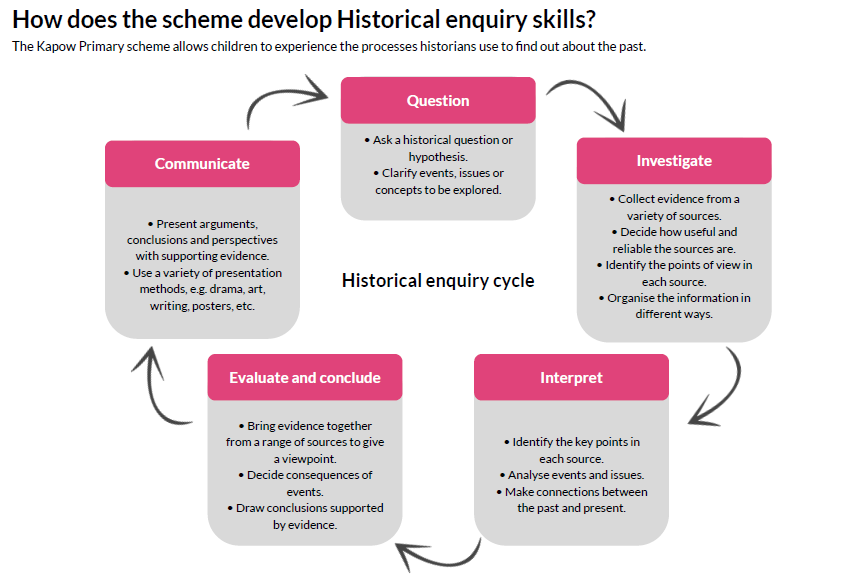 How does the scheme develop Historical enquiry skills?
The Kapow Primary scheme allows children to experience the processes historians use to find out about the past.
Question
• Ask a historical question or
hypothesis.
• Clarify events, issues or
concepts to be explored.
Investigate
• Collect evidence from a
variety of sources.
• Decide how useful and
reliable the sources are.
• Identify the points of view in
each source.
• Organise the information in
different ways.
Interpret
• Identify the key points in
each source.
• Analyse events and issues.
• Make connections between
the past and present.
Evaluate and conclude
• Bring evidence together
from a range of sources to give
a viewpoint.
• Decide consequences of
events.
• Draw conclusions supported
by evidence.
Communicate
• Present arguments,
conclusions and perspectives
with supporting evidence.
• Use a variety of presentation
methods, e.g. drama, art,
writing, posters, etc.
Historical enquiry cycle